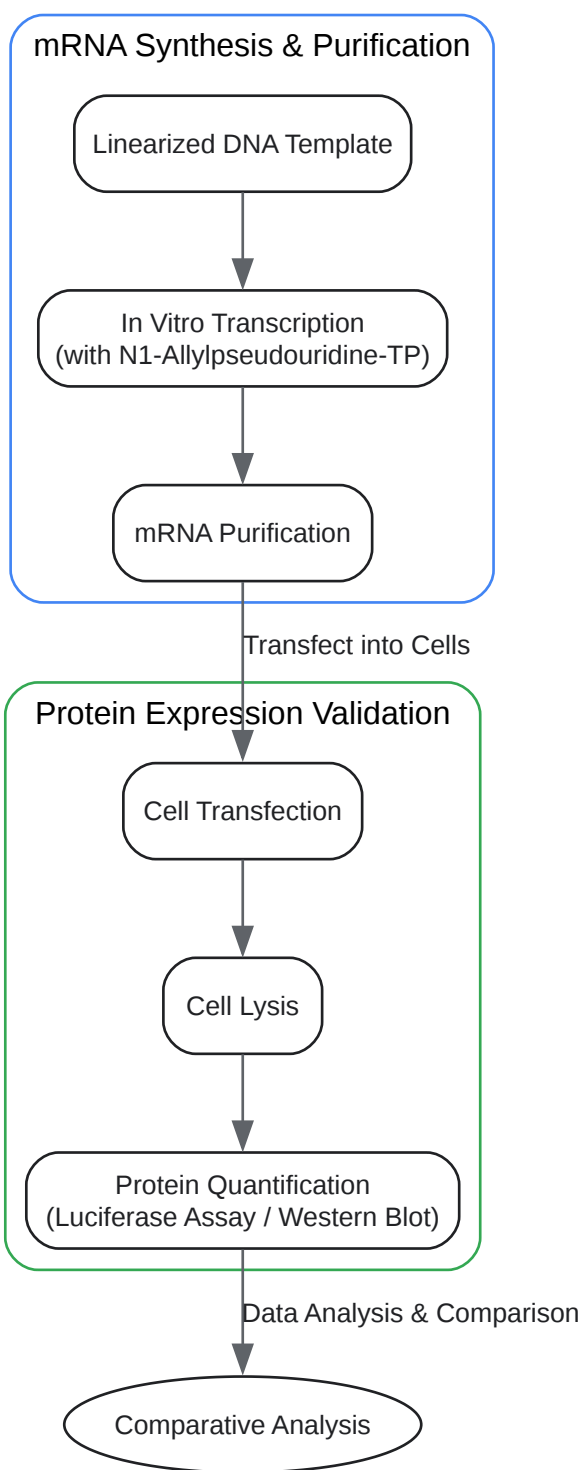 mRNA Synthesis & Purification
Linearized DNA Template
In Vitro Transcription
(with N1-Allylpseudouridine-TP)
mRNA Purification
Transfect into Cells
Protein Expression Validation
Cell Transfection
Cell Lysis
Protein Quantification
(Luciferase Assay / Western Blot)
Data Analysis & Comparison
Comparative Analysis